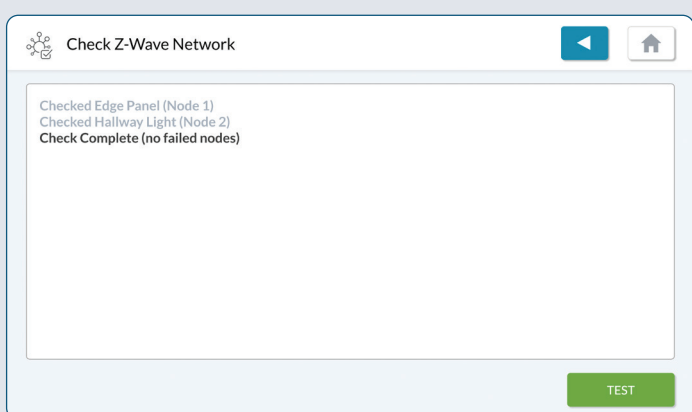 Check Z-Wave Network
Checked Edge Panel (Node 1)
Checked Hallway Light (Node 2)
Check Complete (no failed nodes)
TEST